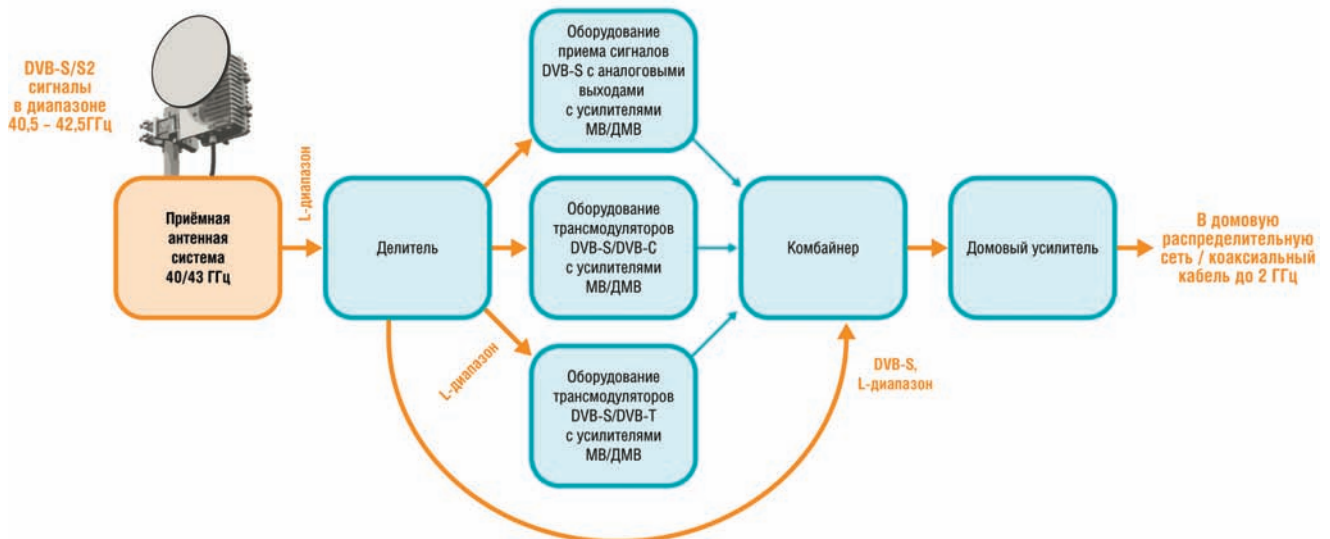 DVB-S/S2
сигналы
в диапазоне
40,5 – 42,5ГГц
Приёмная
антенная
система
40/43 ГГц
L-диапазон
Делитель
Оборудование
приема сигналов
DVB-S с аналоговыми
выходами
с усилителями
МВ/ДМВ
Оборудование
трансмодуляторов
DVB-S/DVB-C
с усилителями
МВ/ДМВ
L-диапазон
Оборудование
трансмодуляторов
DVB-S/DVB-T
с усилителями
МВ/ДМВ
Комбайнер
DVB-S,
L-диапазон
Домовый усилитель
В домовую
распределительную
сеть / коаксиальный
кабель до 2 ГГц